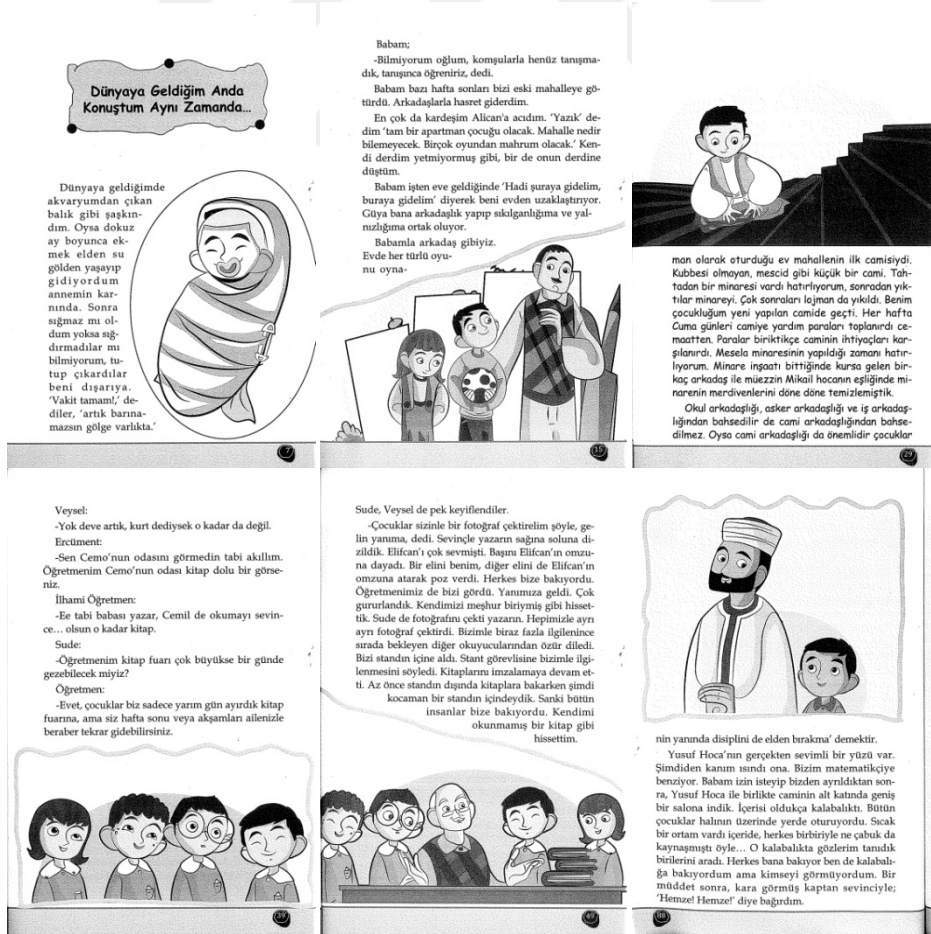 Dünyaya Geldiğim Anda
Konuştum Aynı Zamanda...
Dünyaya geldiğimde
akvaryumdan çıkan
balık gibi şaşkın-
dım. Oysa dokuz
ay boyunca ek-
mek elden su
gölden yaşayıp
gidiyordum
annemin kar-
nında. Sonra
sığmaz mı ol-
dum yoksa sığ-
dırmadılar mı
bilmiyorum, tu-
tup çıkardılar
beni dışarıya.
'Vakit tamam!,' de-
diler, 'artık barına-
mazsın gölge varlıkta.'
7
Babam;
-Bilmiyorum oğlum, komşularla henüz tanışma-
dık, tanışınca öğreniriz, dedi.
Babam bazı hafta sonları bizi eski mahalleye gö-
türdü. Arkadaşlarla hasret giderdim.
En çok da kardeşim Alican'a acıdım. 'Yazık' de-
dim 'tam bir apartman çocuğu olacak. Mahalle nedir
bilemeyecek. Birçok oyundan mahrum olacak.' Ken-
di derdim yetmiyormuş gibi, bir de onun derdine
düştüm.
Babam işten eve geldiğinde 'Hadi şuraya gidelim,
buraya gidelim' diyerek beni evden uzaklaştırıyor.
Güya bana arkadaşlık yapıp sıkılganlığıma ve yal-
nızlığıma ortak oluyor.
Babamla arkadaş gibiyiz.
Evde her türlü oyu-
nu oyna-
15
man olarak oturduğu ev mahallenin ilk camisiydi.
Kubbesi olmayan, mescid gibi küçük bir cami. Tah-
tadan bir minaresi vardı hatırlıyorum, sonradan yık-
tılar minareyi. Çok sonraları lojman da yıkıldı. Benim
çocukluğum yeni yapılan camide geçti. Her hafta
Cuma günleri camiye yardım paraları toplanırdı ce-
maatten. Paralar biriktikçe caminin ihtiyaçları kar-
şılanırdı. Mesela minaresinin yapıldığı zamanı hatır-
lıyorum. Minare inşaatı bittiğinde kursa gelen bir-
kaç arkadaş ile müezzin Mikail hocanın eşliğinde mi-
narenin merdivenlerini döne döne temizlemiştik.
Okul arkadaşlığı, asker arkadaşlığı ve iş arkadaş-
lığından bahsedilir de cami arkadaşlığından bahse-
dilmez. Oysa cami arkadaşlığı da önemlidir çocuklar
29
Veysel:
-Yok deve artık, kurt dediysek o kadar da değil.
Ercüment:
-Sen Cemo'nun odasını görmedin tabi akıllım.
Öğretmenim Cemo'nun odası kitap dolu bir görse-
niz.
İlhami Öğretmen:
-Ee tabi babası yazar, Cemil de okumayı sevin-
ce… olsun o kadar kitap.
Sude:
-Öğretmenim kitap fuarı çok büyükse bir günde
gezebilecek miyiz?
Öğretmen:
-Evet, çocuklar biz sadece yarım gün ayırdık kitap
fuarına, ama siz hafta sonu veya akşamları ailenizle
beraber tekrar gidebilirsiniz.
39
Sude, Veysel de pek keyiflendiler.
-Çocuklar sizinle bir fotoğraf çektirelim şöyle, ge-
lin yanıma, dedi. Sevinçle yazarın sağına soluna di-
zildik. Elifcan'ı çok sevmişti. Başını Elifcan'ın omzu-
na dayadı. Bir elini benim, diğer elini de Elifcan'ın
omzuna atarak poz verdi. Herkes bize bakıyordu.
Öğretmenimiz de bizi gördü. Yanımıza geldi. Çok
gururlandık. Kendimizi meşhur biriymiş gibi hisset-
tik. Sude de fotoğrafını çekti yazarın. Hepimizle ayrı
ayrı fotoğraf çektirdi. Bizimle biraz fazla ilgilenince
sırada bekleyen diğer okuyucularından özür diledi.
Bizi standın içine aldı. Stant görevlisine bizimle ilgi-
lenmesini söyledi. Kitaplarını imzalamaya devam et-
ti. Az önce standın dışında kitaplara bakarken şimdi
kocaman bir standın içindeydik. Sanki bütün
insanlar bize bakıyordu. Kendimi
okunmamış bir kitap gibi
hissettim.
49
nin yanında disiplini de elden bırakma' demektir.
Yusuf Hoca'nın gerçekten sevimli bir yüzü var.
Şimdiden kanım ısındı ona. Bizim matematikçiye
benziyor. Babam izin isteyip bizden ayrıldıktan son-
ra, Yusuf Hoca ile birlikte caminin alt katında geniş
bir salona indik. İçerisi oldukça kalabalıktı. Bütün
çocuklar halının üzerinde yerde oturuyordu. Sıcak
bir ortam vardı içeride, herkes birbiriyle ne çabuk da
kaynaşmıştı öyle… O kalabalıkta gözlerim tanıdık
birilerini aradı. Herkes bana bakıyor ben de kalabalı-
ğa bakıyordum ama kimseyi görmüyordum. Bir
müddet sonra, kara görmüş kaptan sevinciyle;
'Hemze! Hemze!' diye bağırdım.
88